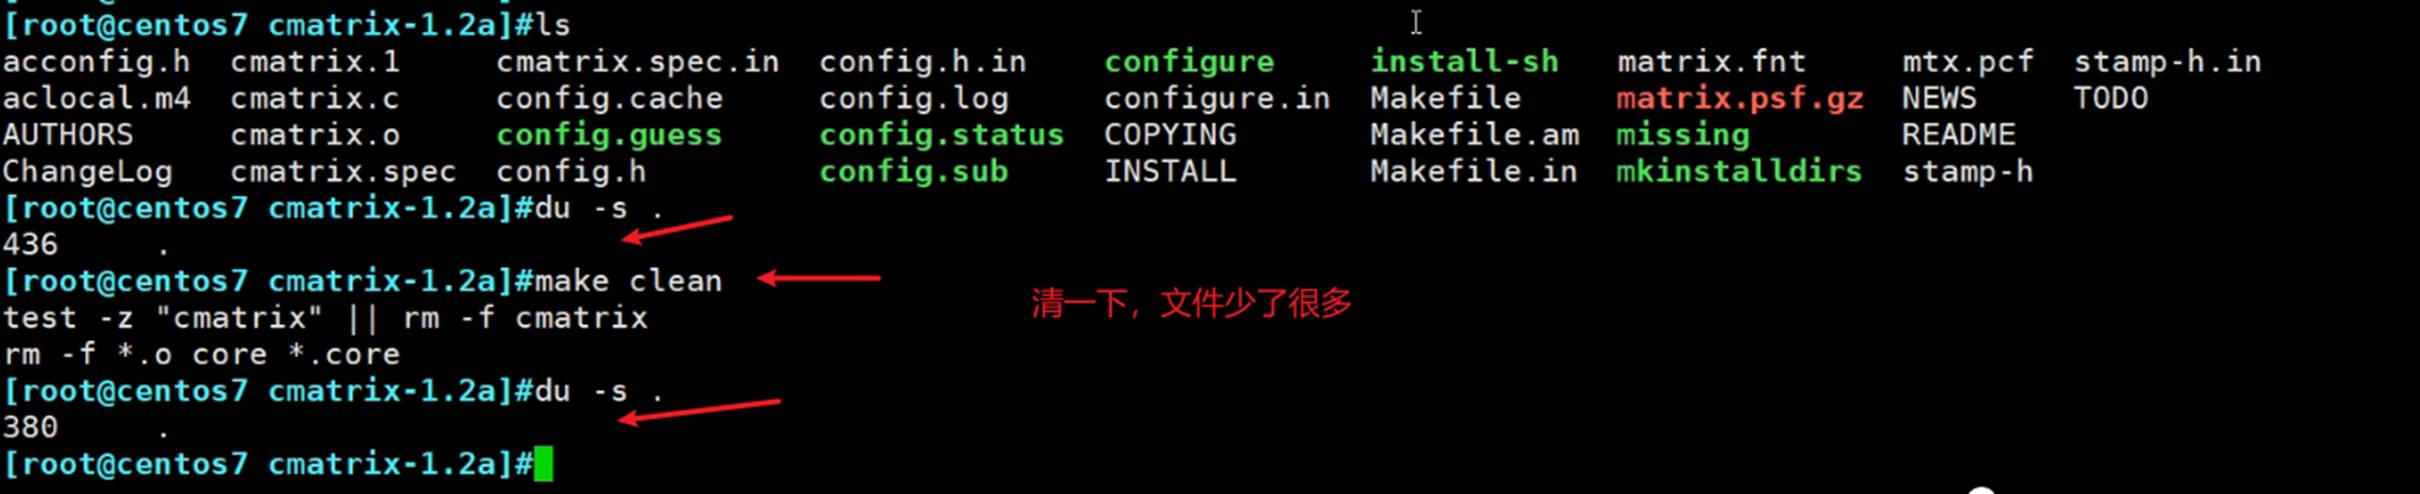 [root@centos7 cmatrix-1.2a]#ls
acconfig.h cmatrix.1 cmatrix.spec.in config.h.in configure install-sh matrix.fnt mtx.pcf stamp-h.in
aclocal.m4 cmatrix.c config.cache config.log configure.in Makefile matrix.psf.gz NEWS TODO
AUTHORS cmatrix.o config.guess config.status COPYING Makefile.am missing README
ChangeLog cmatrix.spec config.h config.sub INSTALL Makefile.in mkinstalldirs stamp-h
[root@centos7 cmatrix-1.2a]#du -s .
436 .
[root@centos7 cmatrix-1.2a]#make clean
清一下，文件少了很多
test -z "cmatrix" || rm -f cmatrix
rm -f *.o core *.core
[root@centos7 cmatrix-1.2a]#du -s .
380 .
[root@centos7 cmatrix-1.2a]#